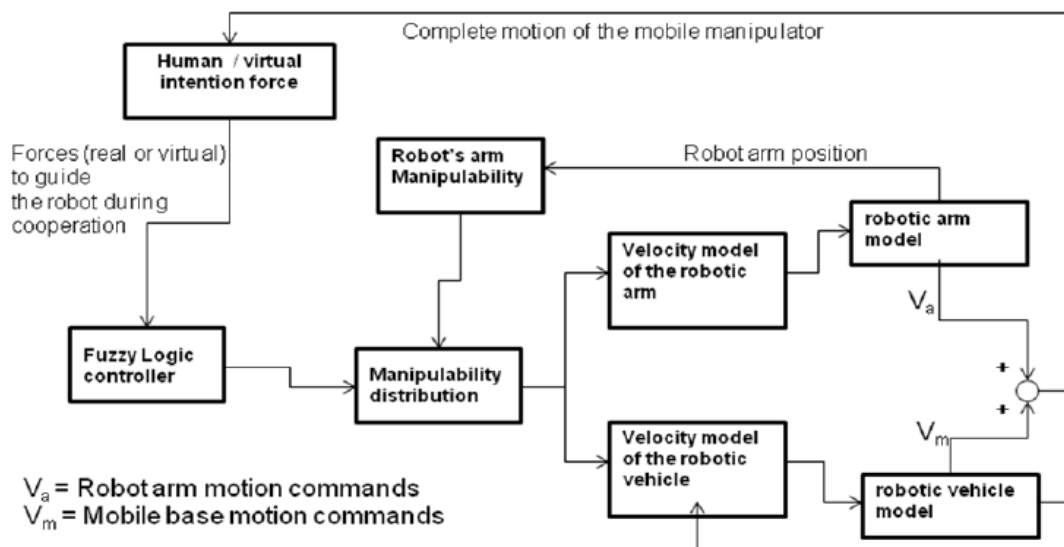 Complete motion of the mobile manipulator
Human / virtual
intention force
Forces (real or virtual)
to guide
the robot during
cooperation
Robot's arm
Manipulability
Robot arm position
robotic arm
model
Velocity model
of the robotic
arm
Va
Fuzzy Logic
controller
Manipulability
distribution
+
+
Velocity model
of the robotic
vehicle
Vm
robotic vehicle
model
Va = Robot arm motion commands
Vm = Mobile base motion commands